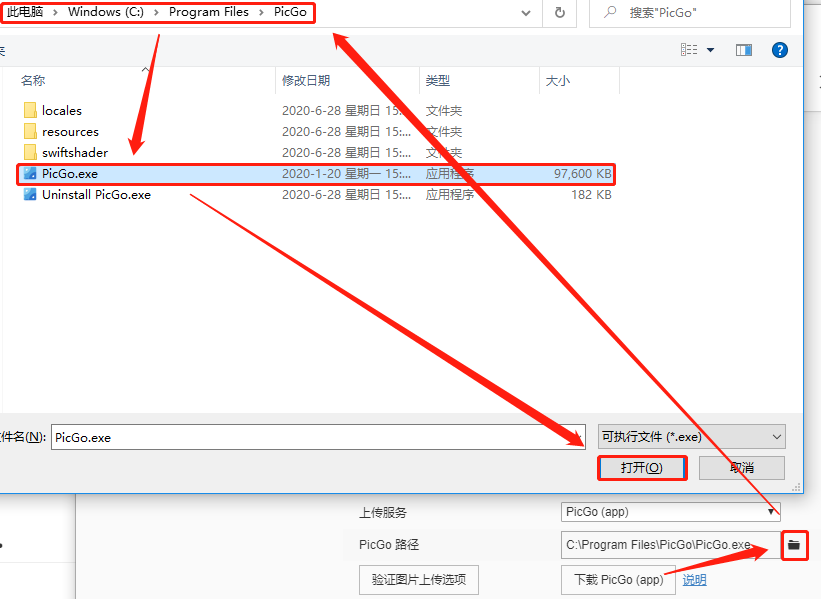 此电脑 > Windows (C:) > Program Files > PicGo
搜索"PicGo"
名称 修改日期 类型 大小
locales 2020-6-28 星期日 15:... 文件夹
resources 2020-6-28 星期日 15:... 文件夹
swiftshader 2020-6-28 星期日 15:... 文件夹
PicGo.exe 2020-1-20 星期一 15:... 应用程序 97,600 KB
Uninstall PicGo.exe 2020-6-28 星期日 15:... 应用程序 182 KB
件名(N): PicGo.exe 可执行文件 (*.exe)
打开(O) 取消
上传服务 PicGo (app)
PicGo 路径 C:\Program Files\PicGo\PicGo.exe
验证图片上传选项 下载 PicGo (app) 说明